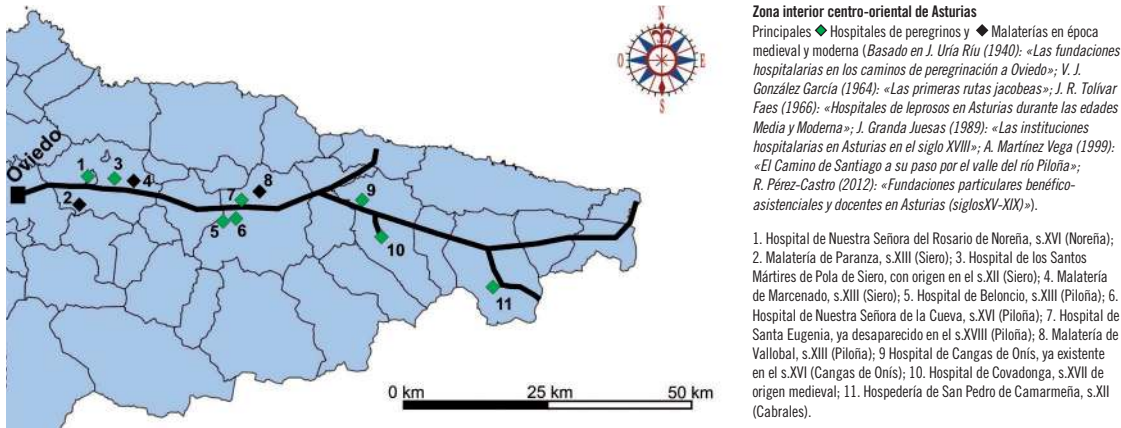 N
O
E
S
Oviedo
1
3
4
2
7
8
5
6
9
10
11
0 km
25 km
50 km
Zona interior centro-oriental de Asturias
Principales Hospitales de peregrinos y Malaterías en época
medieval y moderna (Basado en J. Uría Ríu (1940): «Las fundaciones
hospitalarias en los caminos de peregrinación a Oviedo»; V. J.
González García (1964): «Las primeras rutas jacobeas»; J. R. Tolívar
Faes (1966): «Hospitales de leprosos en Asturias durante las edades
Media y Moderna»; J. Granda Juesas (1989): «Las instituciones
hospitalarias en Asturias en el siglo XVIII»; A. Martínez Vega (1999):
«El Camino de Santiago a su paso por el valle del río Piloña»;
R. Pérez-Castro (2012): «Fundaciones particulares benéfico-
asistenciales y docentes en Asturias (siglosXV-XIX)»).
1. Hospital de Nuestra Señora del Rosario de Noreña, s.XVI (Noreña);
2. Malatería de Paranza, s.XIII (Siero); 3. Hospital de los Santos
Mártires de Pola de Siero, con origen en el s.XII (Siero); 4. Malatería
de Marcenado, s.XIII (Siero); 5. Hospital de Beloncio, s.XIII (Piloña); 6.
Hospital de Nuestra Señora de la Cueva, s.XVI (Piloña); 7. Hospital de
Santa Eugenia, ya desaparecido en el s.XVIII (Piloña); 8. Malatería de
Vallobal, s.XIII (Piloña); 9 Hospital de Cangas de Onís, ya existente
en el s.XVI (Cangas de Onís); 10. Hospital de Covadonga, s.XVII de
origen medieval; 11. Hospedería de San Pedro de Camarmeña, s.XII
(Cabrales).